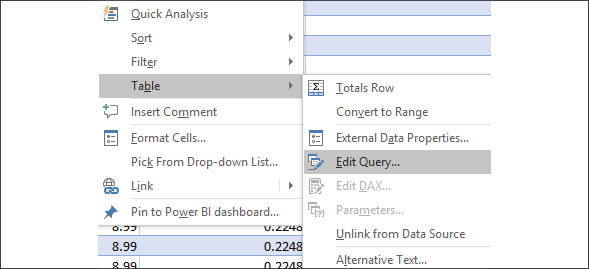 Quick Analysis
Sort
Filter
Table
Insert Comment
Format Cells...
Pick From Drop-down List...
Link
Pin to Power BI dashboard...
Totals Row
Convert to Range
External Data Properties...
Edit Query...
Edit DAX...
Parameters...
Unlink from Data Source
Alternative Text...
8.99 0.2248
8.99 0.2248
8.99 0.2248